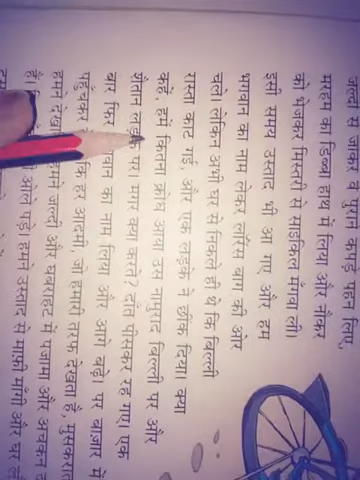 जल्दी से जाकर वे पुराने कपड़े पहन लिए,
मरहम का डिब्बा हाथ में लिया और नौकर
को भेजकर मिस्तरी से साइकिल मँगवा ली।
इसी समय उस्ताद भी आ गए और हम
भगवान का नाम लेकर लारेंस बाग की ओर
चले। लेकिन अभी घर से निकले ही थे कि बिल्ली
रास्ता काट गई, और एक लड़के ने छींक दिया। क्या
कहें, हमें कितना क्रोध आया उस नामुराद बिल्ली पर और
शैतान लड़के पर मगर क्या करते? दाँत पीसकर रह गए। एक
बार फिर भगवान का नाम लिया और आगे बढ़े। पर बाज़ार में
पहुँचकर कि हर आदमी जो हमारी तरफ देखता है, मुसकराता
हमने देखा हमने जल्दी और घबराहट में पजामा और अचकन
है। ओले पड़े। हमने उस्ताद से माफ़ी माँगी और घर